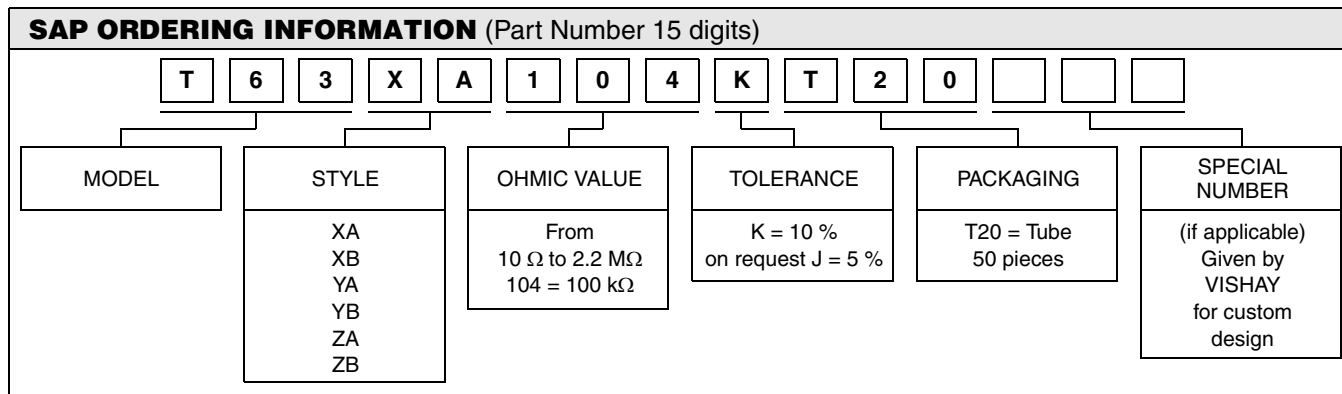 SAP ORDERING INFORMATION (Part Number 15 digits)
T 6 3 X A 1 0 4 K T 2 0
MODEL
STYLE
XA
XB
YA
YB
ZA
ZB
OHMIC VALUE
From
10 Ω to 2.2 MΩ
104 = 100 kΩ
TOLERANCE
K = 10 %
on request J = 5 %
PACKAGING
T20 = Tube
50 pieces
SPECIAL
NUMBER
(if applicable)
Given by
VISHAY
for custom
design